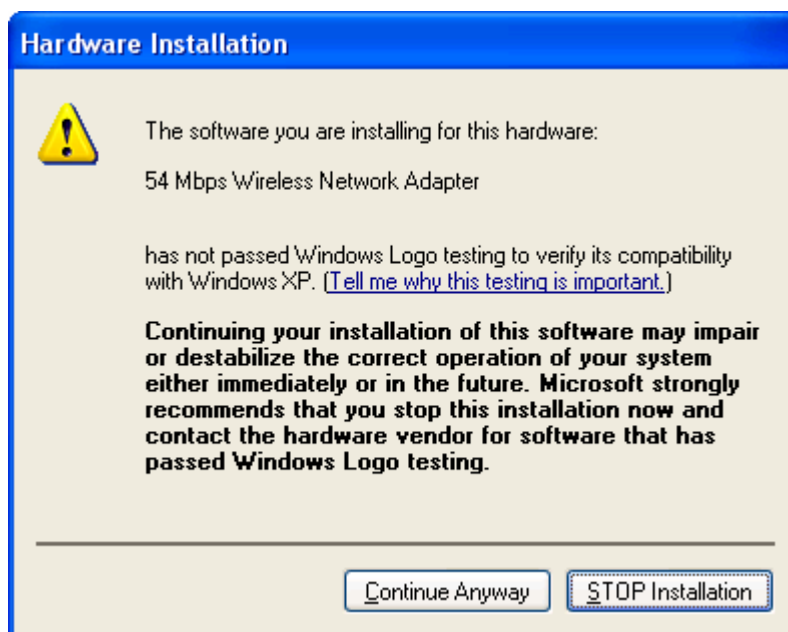 Hardware Installation
The software you are installing for this hardware:
54 Mbps Wireless Network Adapter
has not passed Windows Logo testing to verify its compatibility
with Windows XP. (Tell me why this testing is important.)
Continuing your installation of this software may impair
or destabilize the correct operation of your system
either immediately or in the future. Microsoft strongly
recommends that you stop this installation now and
contact the hardware vendor for software that has
passed Windows Logo testing.
Continue Anyway
STOP Installation